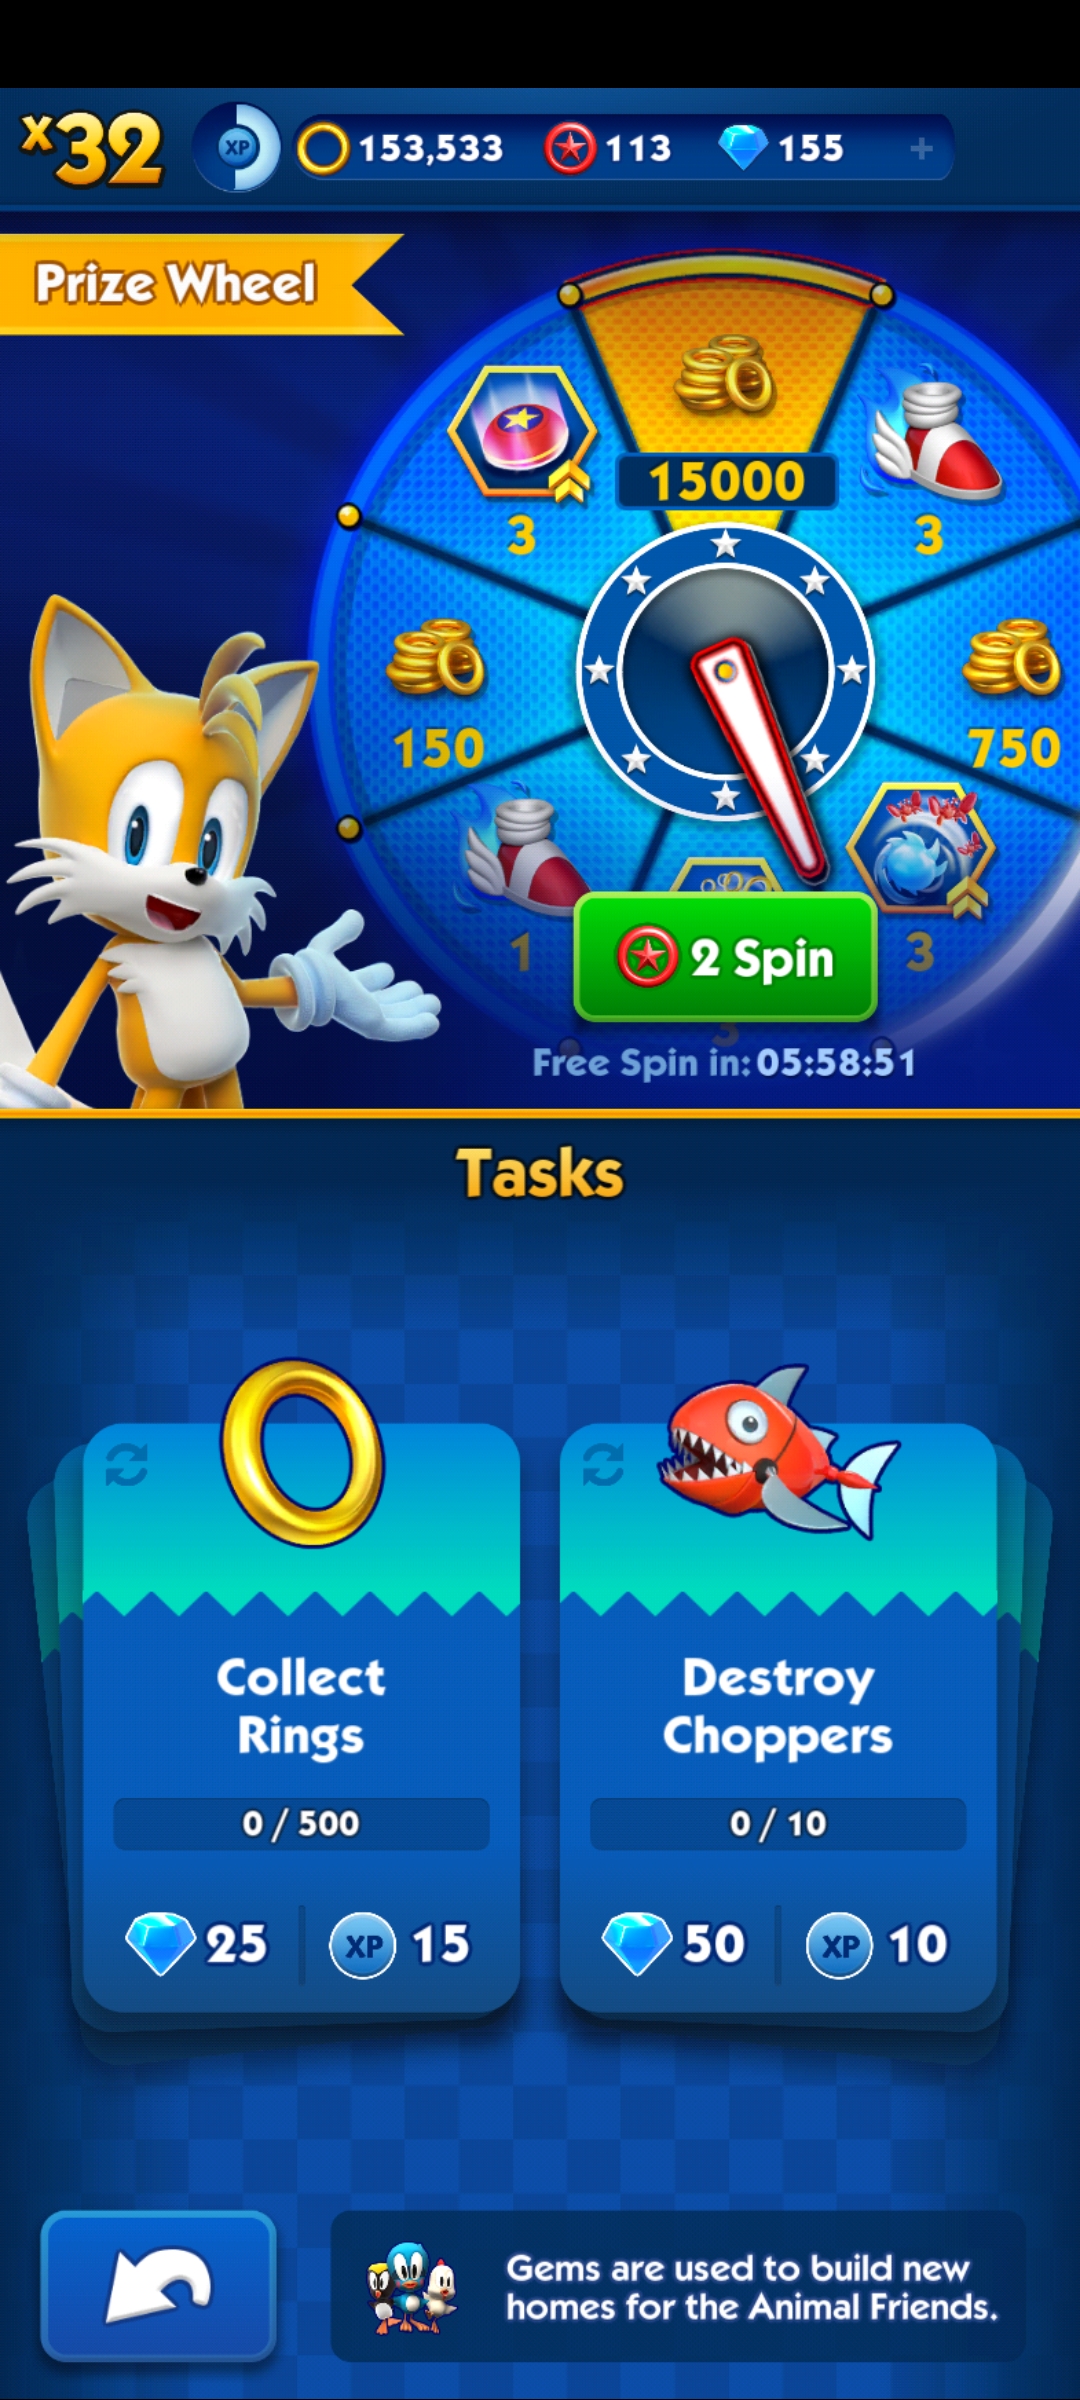 x32
XP
153,533
113
155
+
Prize Wheel
15000
3
3
150
750
1
3
2 Spin
3
Free Spin in: 05:58:51
Tasks
Collect
Rings
0 / 500
25
XP 15
Destroy
Choppers
0 / 10
50
XP 10
Gems are used to build new
homes for the Animal Friends.